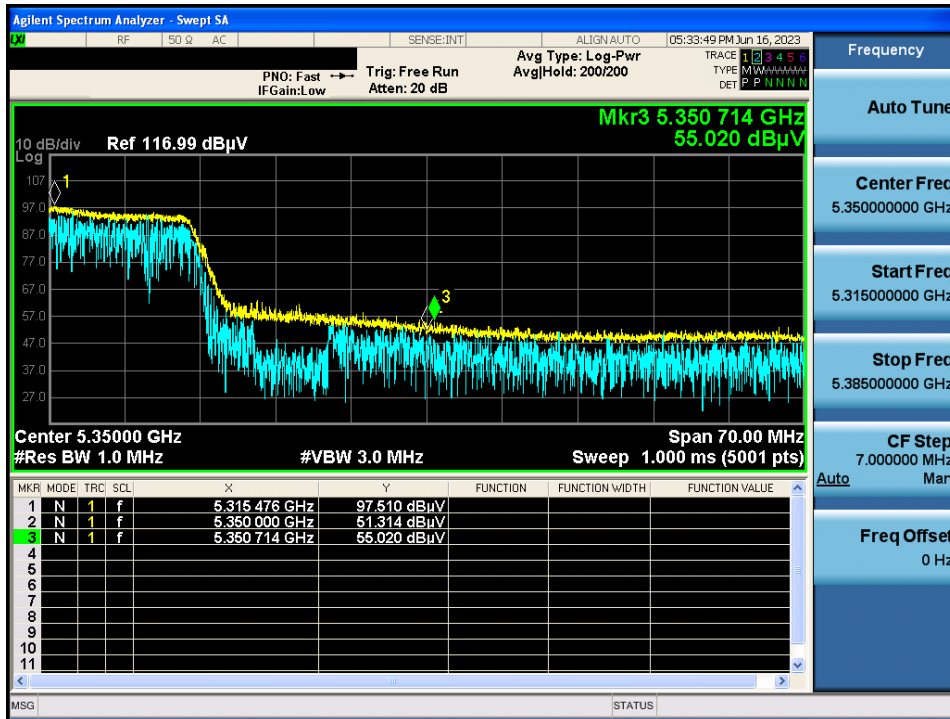 Agilent Spectrum Analyzer - Swept SA
LXI RF 50 Ω AC SENSE:INT ALIGN AUTO 05:33:49 PM Jun 16, 2023
Frequency
PNO: Fast
IFGain:Low
Trig: Free Run
Atten: 20 dB
Avg Type: Log-Pwr
Avg|Hold: 200/200
TRACE 1 2 3 4 5 6
TYPE M W W W W W
DET P P N N N N
Auto Tune
Mkr3 5.350 714 GHz
55.020 dBµV
10 dB/div Ref 116.99 dBµV
Log
107
97.0
87.0
77.0
67.0
57.0
47.0
37.0
27.0
1
3
Center 5.35000 GHz Span 70.00 MHz
#Res BW 1.0 MHz #VBW 3.0 MHz Sweep 1.000 ms (5001 pts)
Center Freq
5.350000000 GHz
Start Freq
5.315000000 GHz
Stop Freq
5.385000000 GHz
CF Step
7.000000 MHz
Auto Man
Freq Offset
0 Hz
MKR MODE TRC SCL X Y FUNCTION FUNCTION WIDTH FUNCTION VALUE
1 N 1 f 5.315 476 GHz 97.510 dBµV
2 N 1 f 5.350 000 GHz 51.314 dBµV
3 N 1 f 5.350 714 GHz 55.020 dBµV
4
5
6
7
8
9
10
11
MSG STATUS